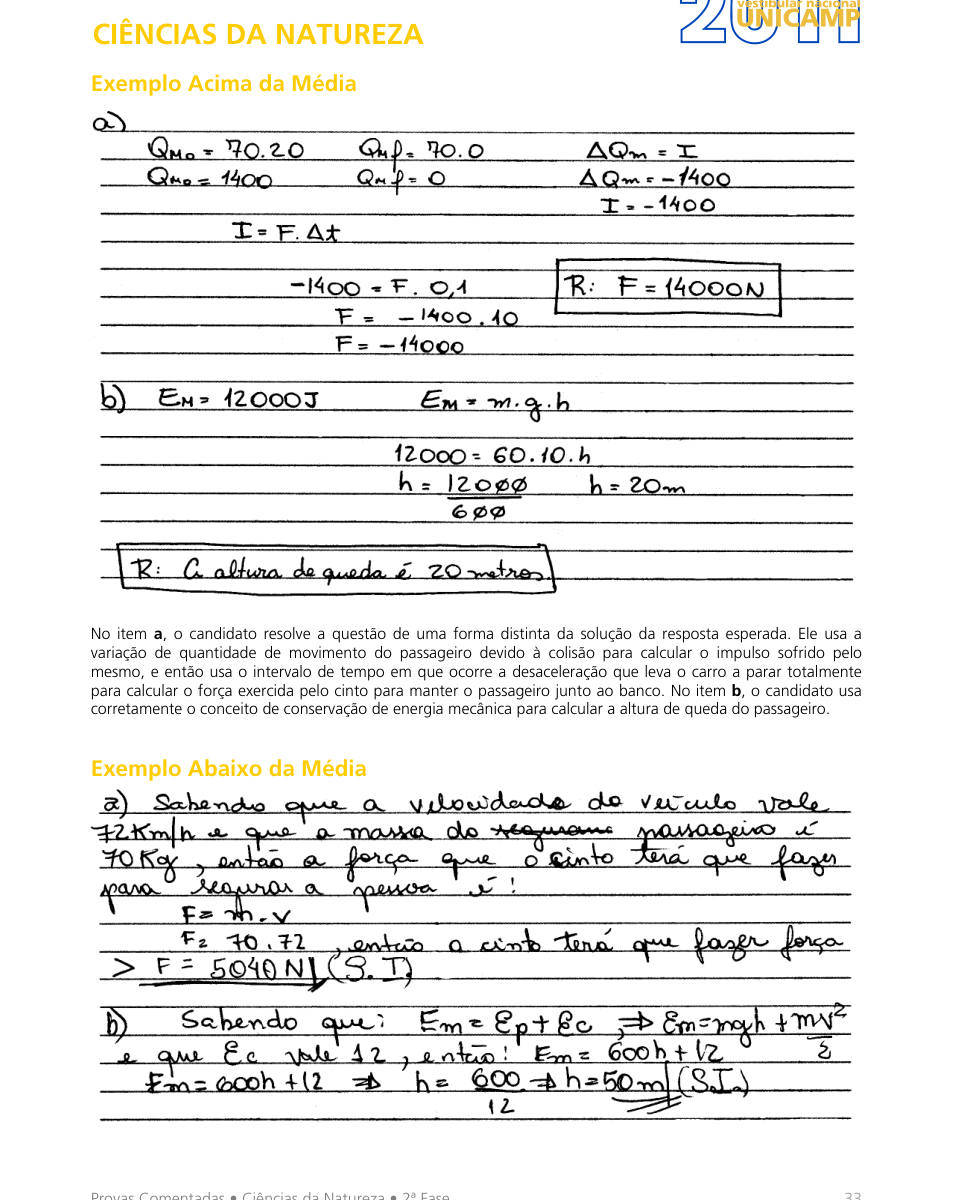 2011
vestibular nacional
UNICAMP
CIÊNCIAS DA NATUREZA
Exemplo Acima da Média
a)
QMo = 70.20 QMf = 70.0 ΔQm = I
QMo = 1400 QMf = 0 ΔQm = -1400
I = -1400
I = F. Δt
-1400 = F. 0,1 R: F = 14000N
F = -1400.10
F = -14000
b) EM = 12000J EM = m.g.h
12000 = 60.10.h
h = 12000 h = 20m
600
R: A altura de queda é 20 metros
No item a, o candidato resolve a questão de uma forma distinta da solução da resposta esperada. Ele usa a
variação de quantidade de movimento do passageiro devido à colisão para calcular o impulso sofrido pelo
mesmo, e então usa o intervalo de tempo em que ocorre a desaceleração que leva o carro a parar totalmente
para calcular o força exercida pelo cinto para manter o passageiro junto ao banco. No item b, o candidato usa
corretamente o conceito de conservação de energia mecânica para calcular a altura de queda do passageiro.
Exemplo Abaixo da Média
a) Sabendo que a velocidade do veículo vale
72Km/h e que a massa do passageiro é
70Kg, então a força que o cinto terá que fazer
para segurar a pessoa é:
F = m.v
F = 70.72, então a cinto terá que fazer força
> F = 5040N (S.I)
b) Sabendo que: Em = Ep + Ec, ⇒ Em = mgh + mv²
2
e que Ec vale 12, então: Em = 600h + 12
Em = 600h + 12 ⇒ h = 600 ⇒ h = 50m (S.I.)
12
Provas Comentadas • Ciências da Natureza • 2ª Fase 33